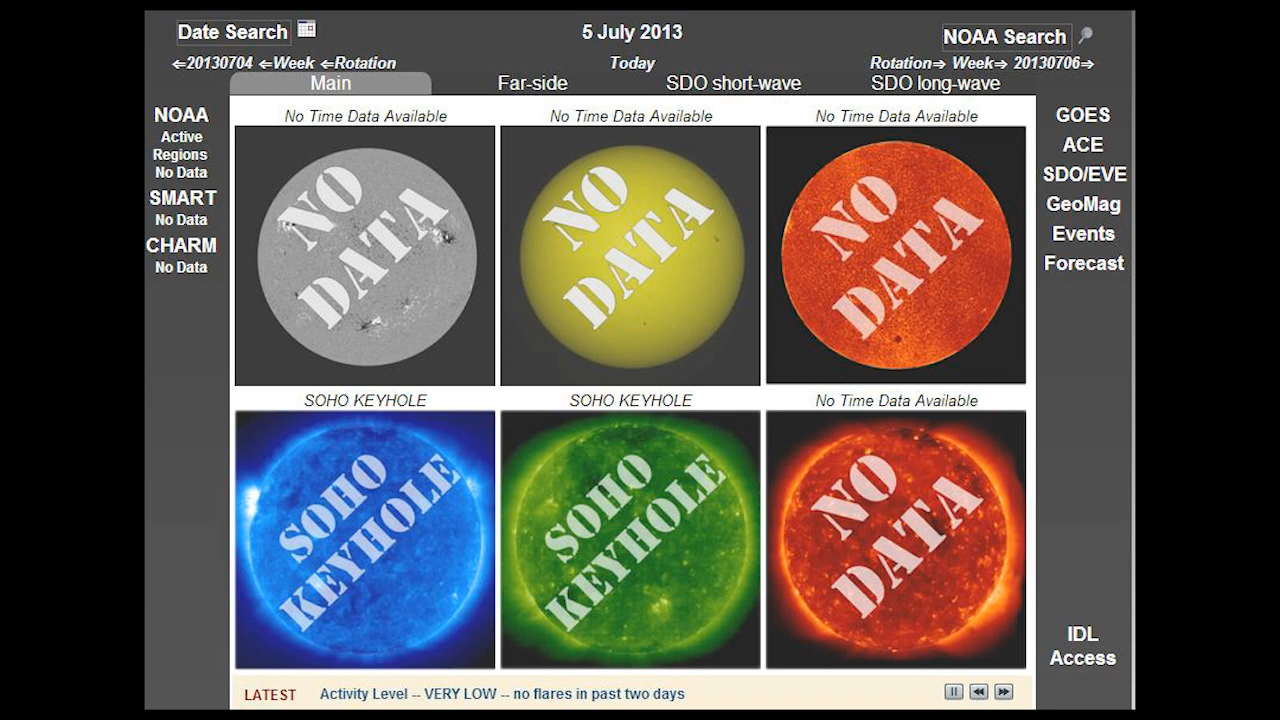 Date Search
5 July 2013
NOAA Search
⇐20130704 ⇐Week ⇐Rotation
Today
Rotation⇒ Week⇒ 20130706⇒
Main
Far-side
SDO short-wave
SDO long-wave
NOAA
Active
Regions
No Data
SMART
No Data
CHARM
No Data
No Time Data Available
No Time Data Available
No Time Data Available
NO
DATA
NO
DATA
NO
DATA
SOHO KEYHOLE
SOHO KEYHOLE
No Time Data Available
SOHO
KEYHOLE
SOHO
KEYHOLE
NO
DATA
GOES
ACE
SDO/EVE
GeoMag
Events
Forecast
IDL
Access
LATEST
Activity Level -- VERY LOW -- no flares in past two days